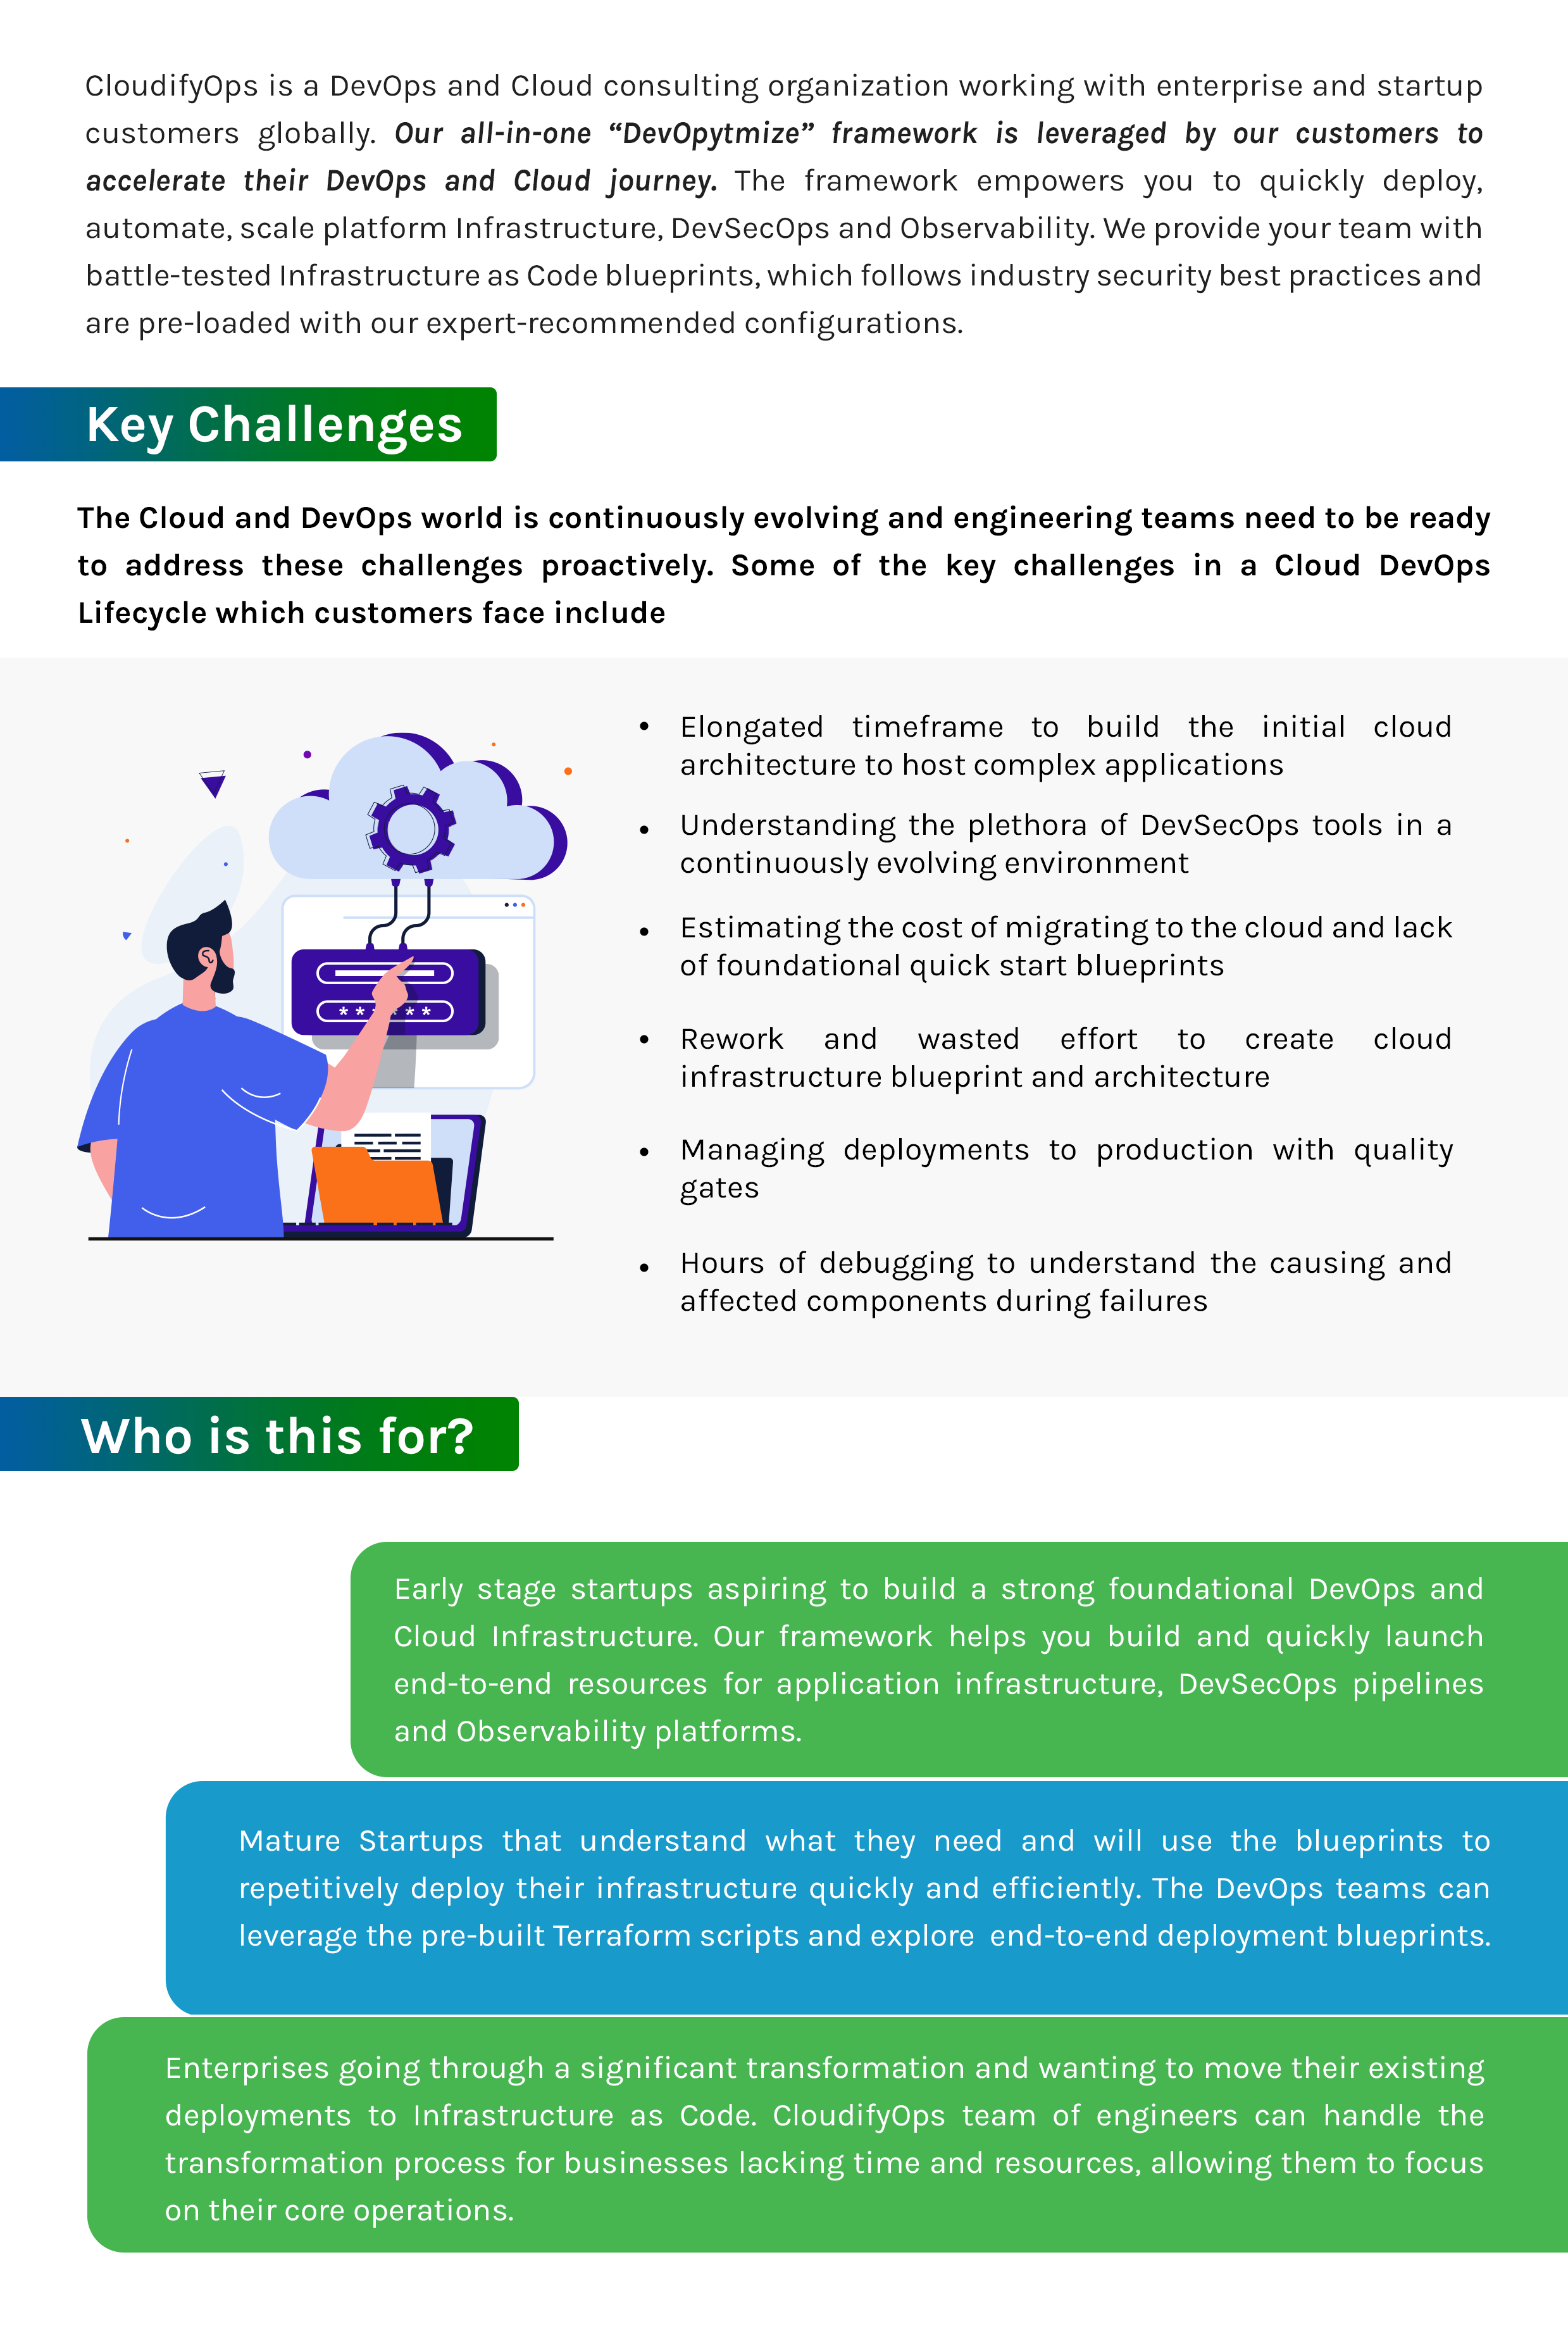 CloudifyOps is a DevOps and Cloud consulting organization working with enterprise and startup
customers globally. Our all-in-one “DevOpytmize” framework is leveraged by our customers to
accelerate their DevOps and Cloud journey. The framework empowers you to quickly deploy,
automate, scale platform Infrastructure, DevSecOps and Observability. We provide your team with
battle-tested Infrastructure as Code blueprints, which follows industry security best practices and
are pre-loaded with our expert-recommended configurations.
Key Challenges
The Cloud and DevOps world is continuously evolving and engineering teams need to be ready
to address these challenges proactively. Some of the key challenges in a Cloud DevOps
Lifecycle which customers face include
• Elongated timeframe to build the initial cloud
architecture to host complex applications
• Understanding the plethora of DevSecOps tools in a
continuously evolving environment
• Estimating the cost of migrating to the cloud and lack
of foundational quick start blueprints
• Rework and wasted effort to create cloud
infrastructure blueprint and architecture
• Managing deployments to production with quality
gates
• Hours of debugging to understand the causing and
affected components during failures
Who is this for?
Early stage startups aspiring to build a strong foundational DevOps and
Cloud Infrastructure. Our framework helps you build and quickly launch
end-to-end resources for application infrastructure, DevSecOps pipelines
and Observability platforms.
Mature Startups that understand what they need and will use the blueprints to
repetitively deploy their infrastructure quickly and efficiently. The DevOps teams can
leverage the pre-built Terraform scripts and explore end-to-end deployment blueprints.
Enterprises going through a significant transformation and wanting to move their existing
deployments to Infrastructure as Code. CloudifyOps team of engineers can handle the
transformation process for businesses lacking time and resources, allowing them to focus
on their core operations.